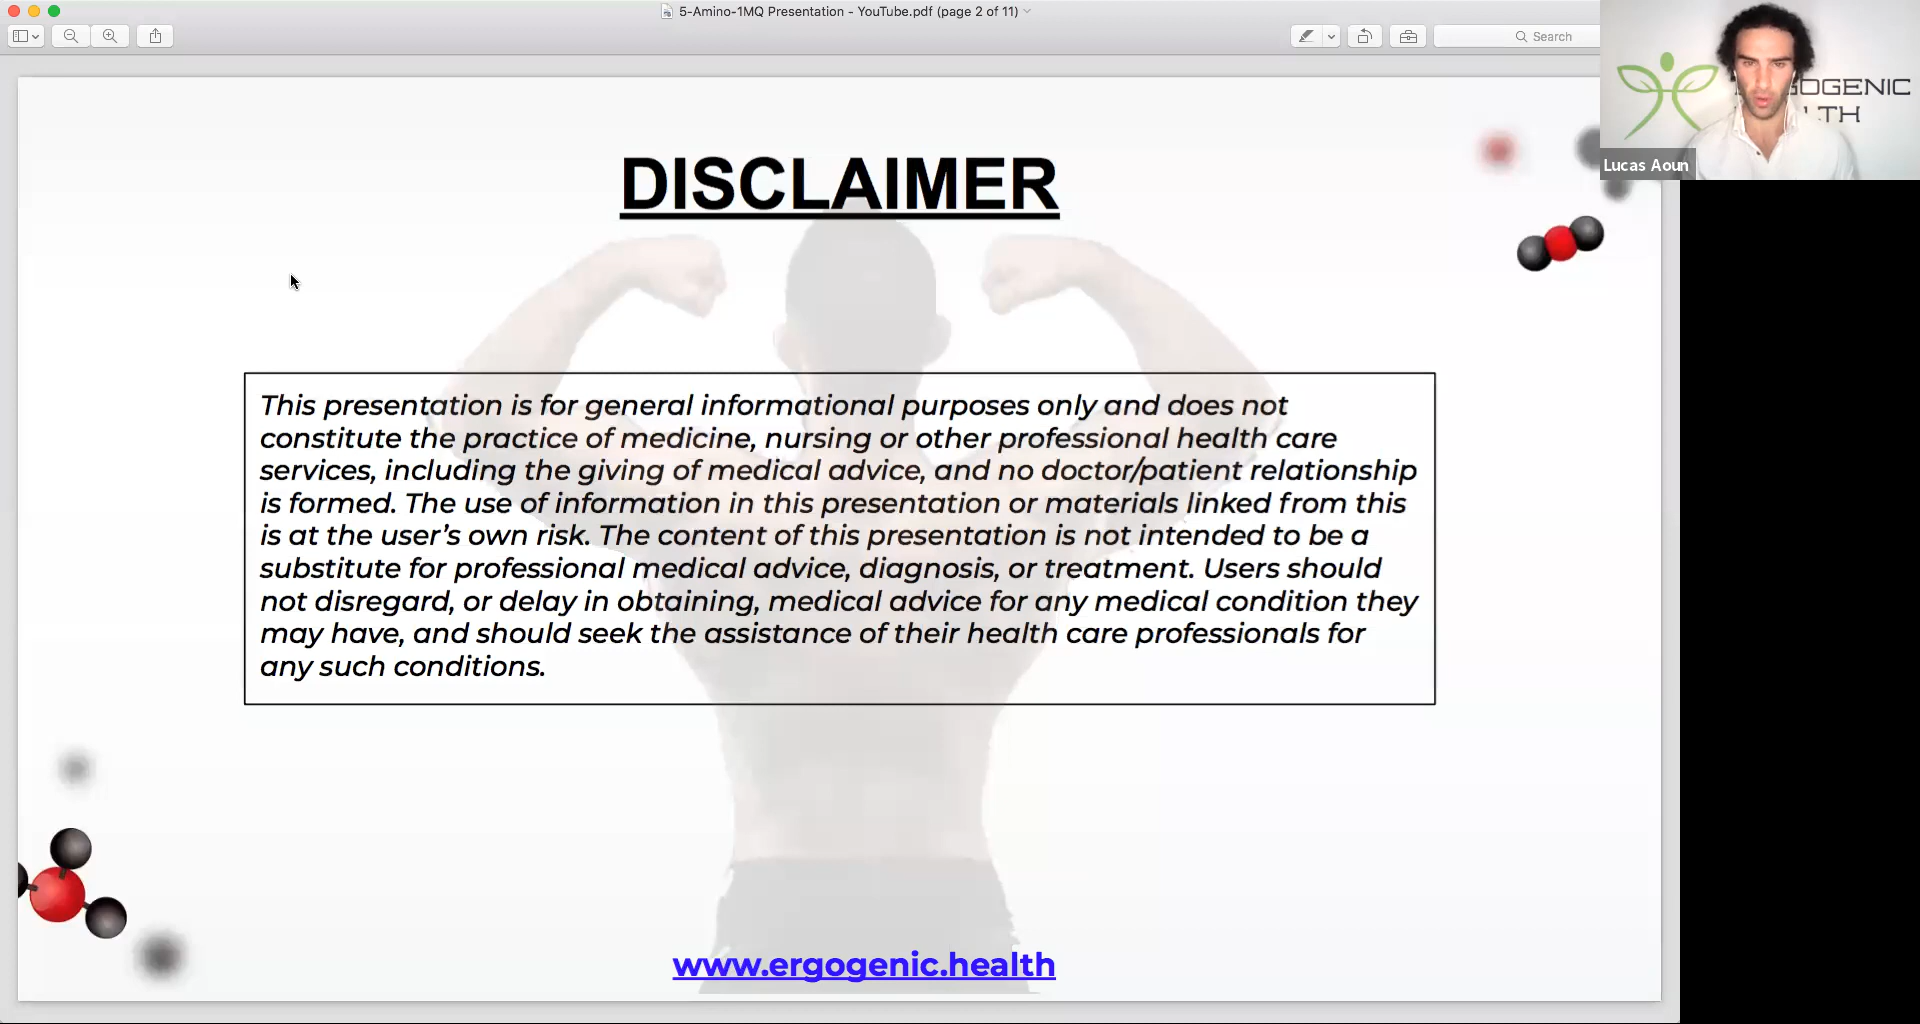 5-Amino-1MQ Presentation - YouTube.pdf (page 2 of 11)
Search
OGENIC
LTH
Lucas Aoun
DISCLAIMER
This presentation is for general informational purposes only and does not
constitute the practice of medicine, nursing or other professional health care
services, including the giving of medical advice, and no doctor/patient relationship
is formed. The use of information in this presentation or materials linked from this
is at the user’s own risk. The content of this presentation is not intended to be a
substitute for professional medical advice, diagnosis, or treatment. Users should
not disregard, or delay in obtaining, medical advice for any medical condition they
may have, and should seek the assistance of their health care professionals for
any such conditions.
www.ergogenic.health